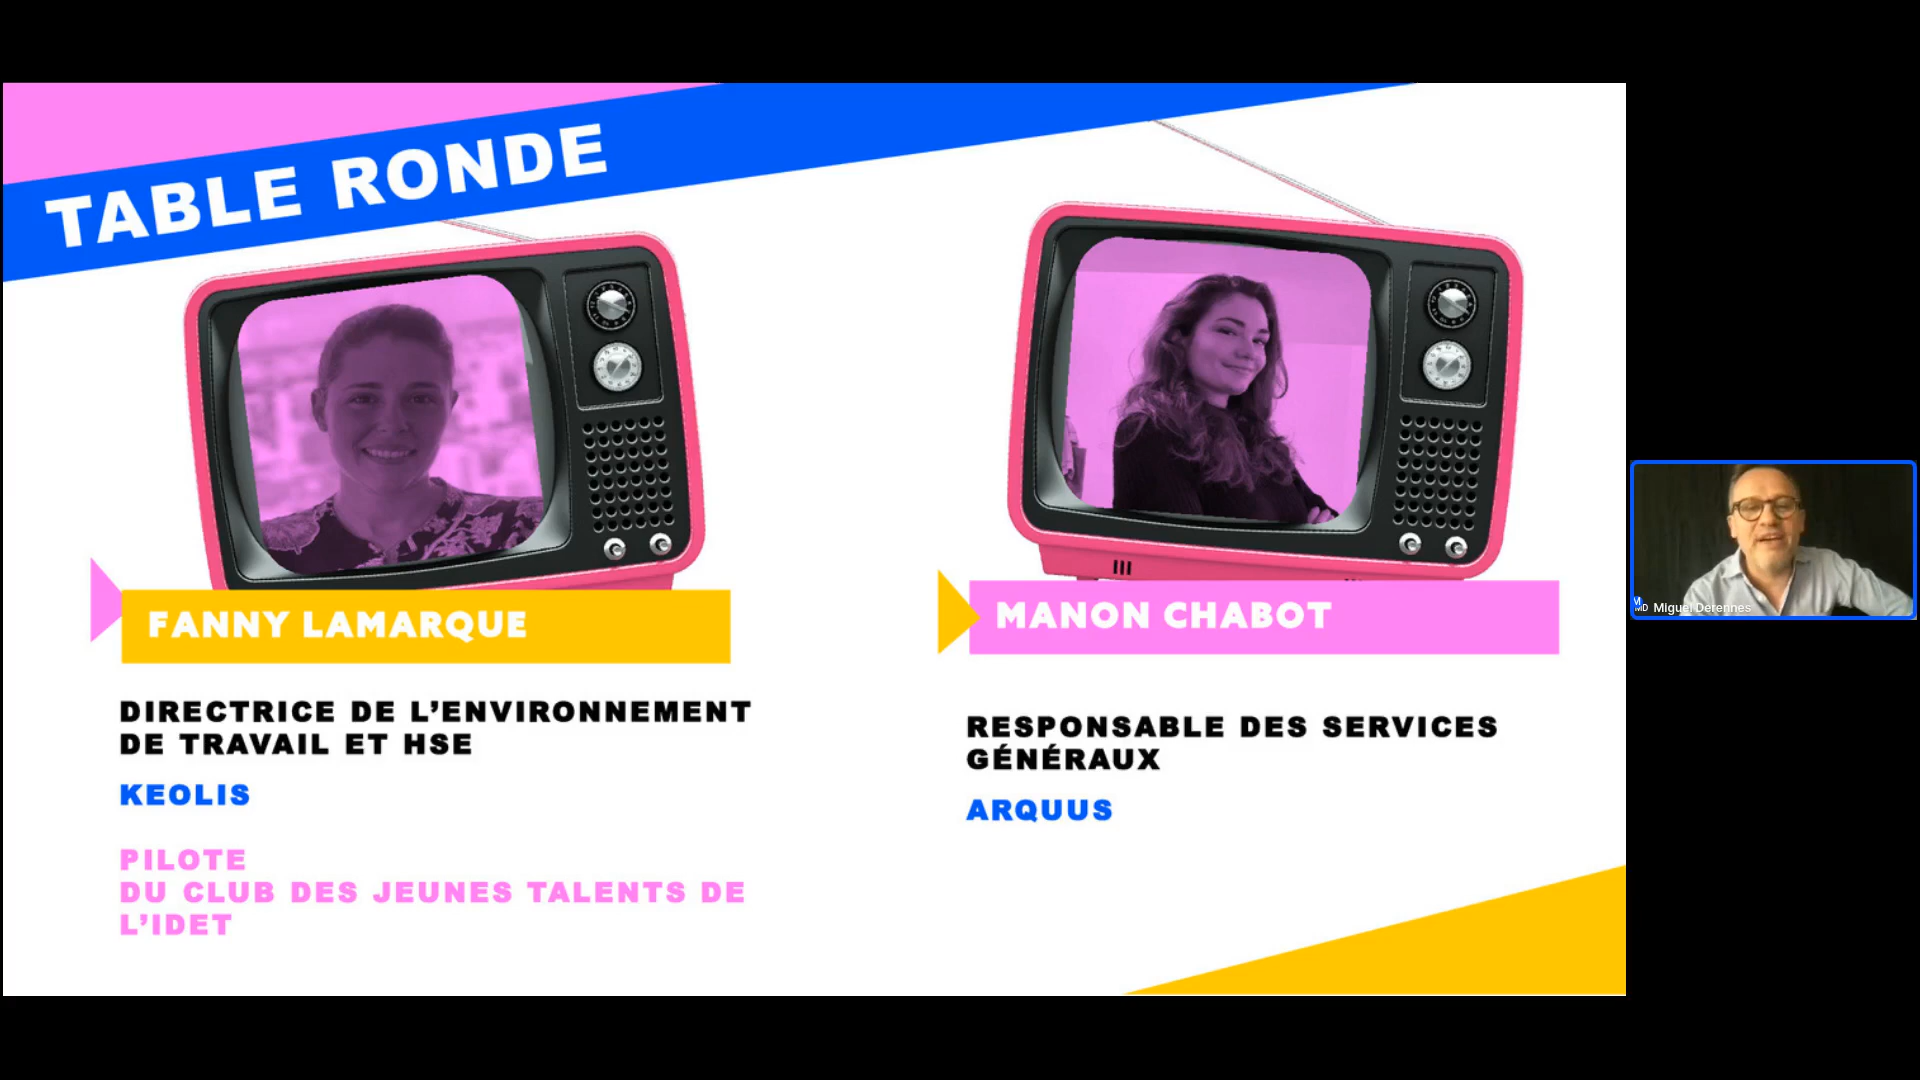 TABLE RONDE
FANNY LAMARQUE
DIRECTRICE DE L’ENVIRONNEMENT
DE TRAVAIL ET HSE
KEOLIS
PILOTE
DU CLUB DES JEUNES TALENTS DE
L’IDET
MANON CHABOT
RESPONSABLE DES SERVICES
GÉNÉRAUX
ARQUUS
MD Miguel Derennes